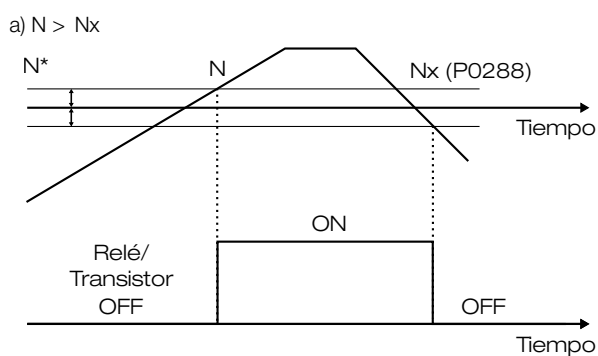 a) N > Nx
N*
N
Nx (P0288)
Tiempo
ON
Relé/
Transistor
OFF
OFF
Tiempo